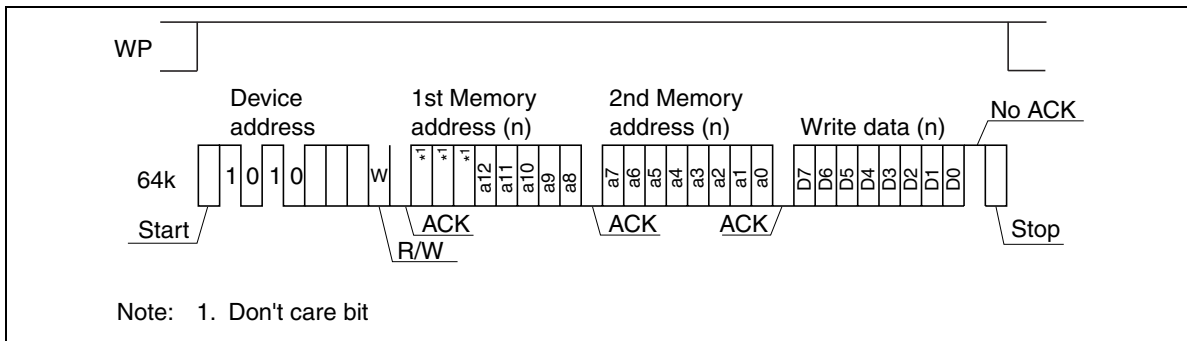 WP
Device address
1st Memory address (n)
2nd Memory address (n)
Write data (n)
No ACK
64k
1 0 1 0
W
*1 *1 *1 a12 a11 a10 a9 a8
a7 a6 a5 a4 a3 a2 a1 a0
D7 D6 D5 D4 D3 D2 D1 D0
Start
R/W
ACK
ACK
ACK
Stop
Note: 1. Don't care bit